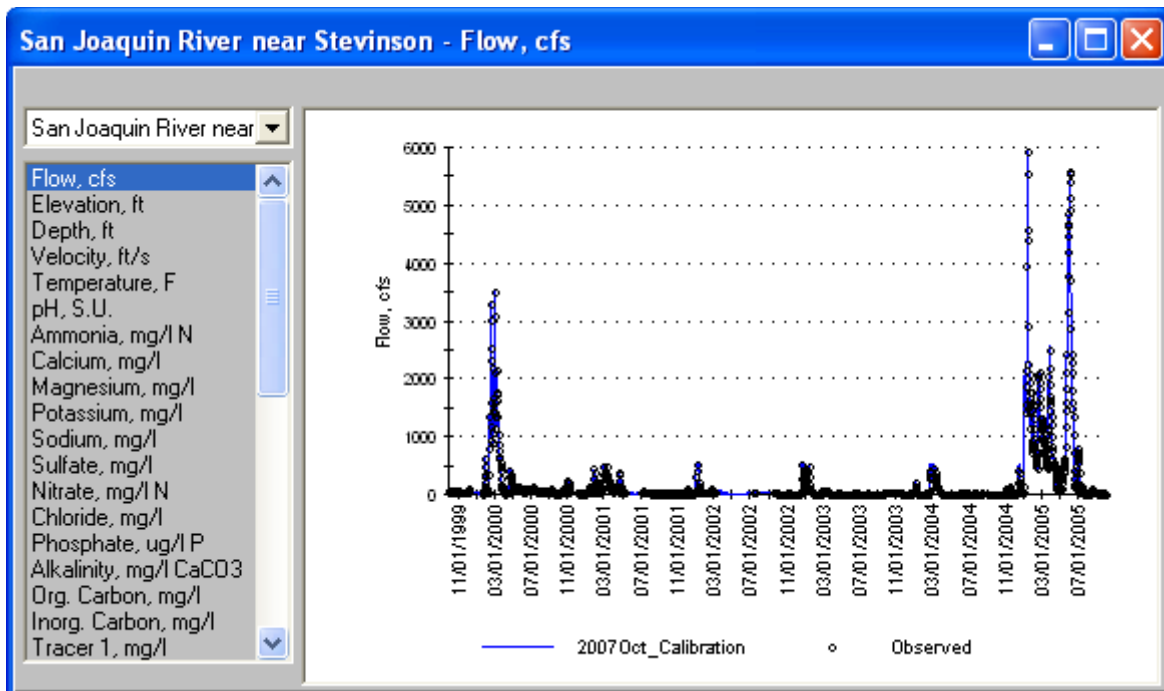 San Joaquin River near Stevinson - Flow, cfs
San Joaquin River near
Flow, cfs
Elevation, ft
Depth, ft
Velocity, ft/s
Temperature, F
pH, S.U.
Ammonia, mg/l N
Calcium, mg/l
Magnesium, mg/l
Potassium, mg/l
Sodium, mg/l
Sulfate, mg/l
Nitrate, mg/l N
Chloride, mg/l
Phosphate, ug/l P
Alkalinity, mg/l CaCO3
Org. Carbon, mg/l
Inorg. Carbon, mg/l
Tracer 1, mg/l
Flow, cfs
6000
5000
4000
3000
2000
1000
0
11/01/1999
03/01/2000
07/01/2000
11/01/2000
03/01/2001
07/01/2001
11/01/2001
03/01/2002
07/01/2002
11/01/2002
03/01/2003
07/01/2003
11/01/2003
03/01/2004
07/01/2004
11/01/2004
03/01/2005
07/01/2005
2007Oct_Calibration
Observed